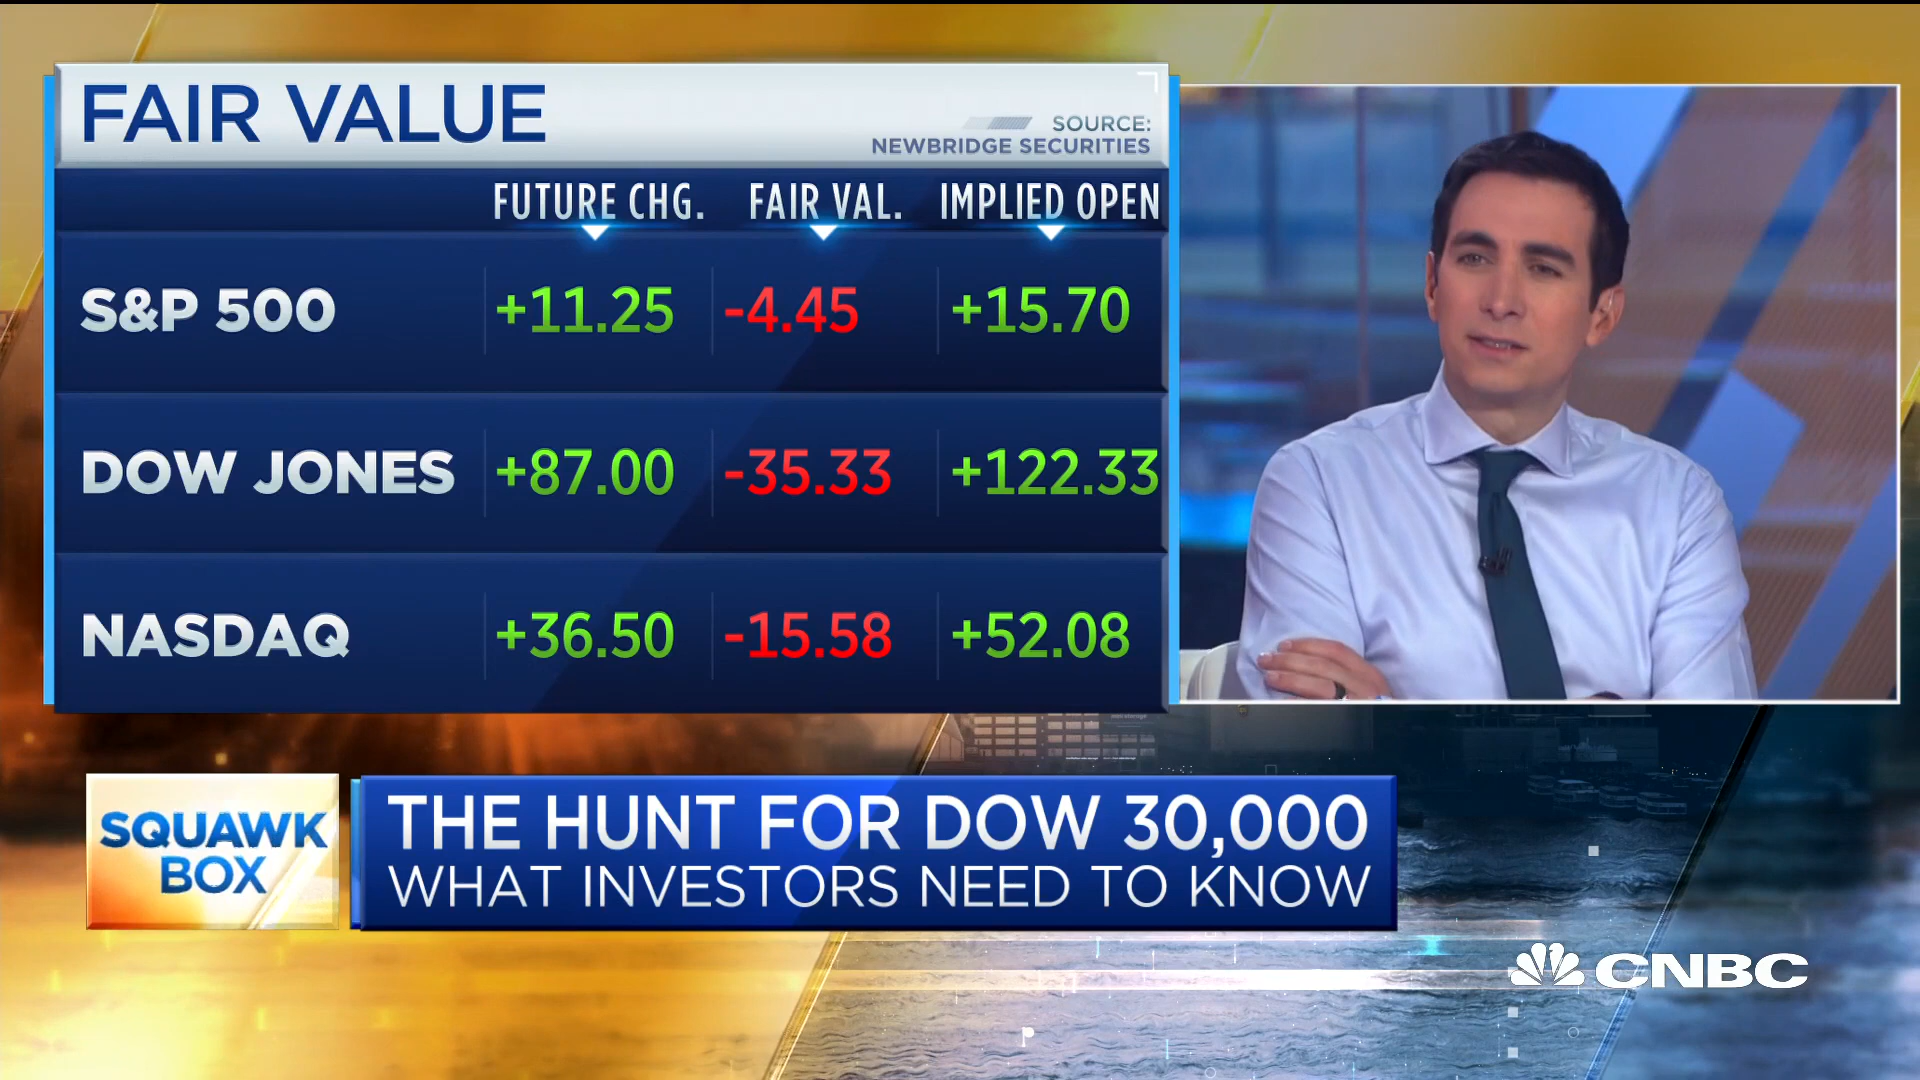 FAIR VALUE
SOURCE:
NEWBRIDGE SECURITIES
FUTURE CHG. FAIR VAL. IMPLIED OPEN
S&P 500 +11.25 -4.45 +15.70
DOW JONES +87.00 -35.33 +122.33
NASDAQ +36.50 -15.58 +52.08
SQUAWK
BOX
THE HUNT FOR DOW 30,000
WHAT INVESTORS NEED TO KNOW
CNBC